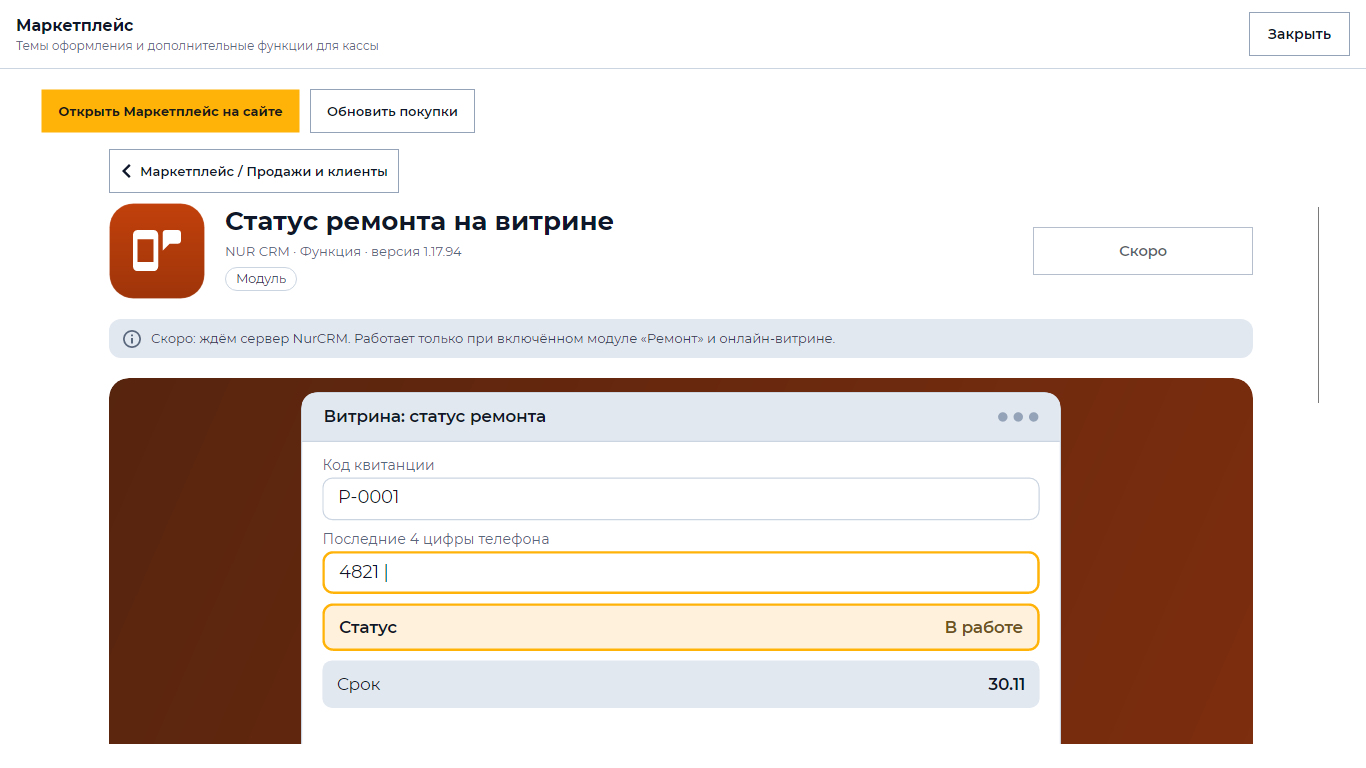 Маркетплейс
Темы оформления и дополнительные функции для кассы
Закрыть
Открыть Маркетплейс на сайте
Обновить покупки
Маркетплейс / Продажи и клиенты
Статус ремонта на витрине
NUR CRM · Функция · версия 1.17.94
Модуль
Скоро
Скоро: ждём сервер NurCRM. Работает только при включённом модуле «Ремонт» и онлайн-витрине.
Витрина: статус ремонта
Код квитанции
Р-0001
Последние 4 цифры телефона
4821
Статус
В работе
Срок
30.11